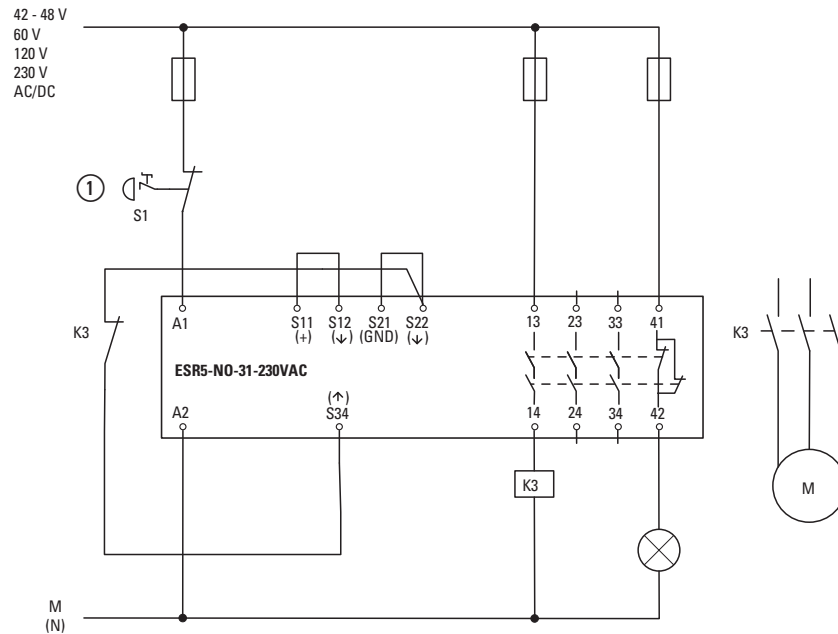 42 - 48 V
60 V
120 V
230 V
AC/DC
1
S1
K3
A1
S11
(+)
S12
(↓)
S21
(GND)
S22
(↓)
13
23
33
41
K3
ESR5-NO-31-230VAC
A2
(↑)
S34
14
24
34
42
K3
M
M
(N)